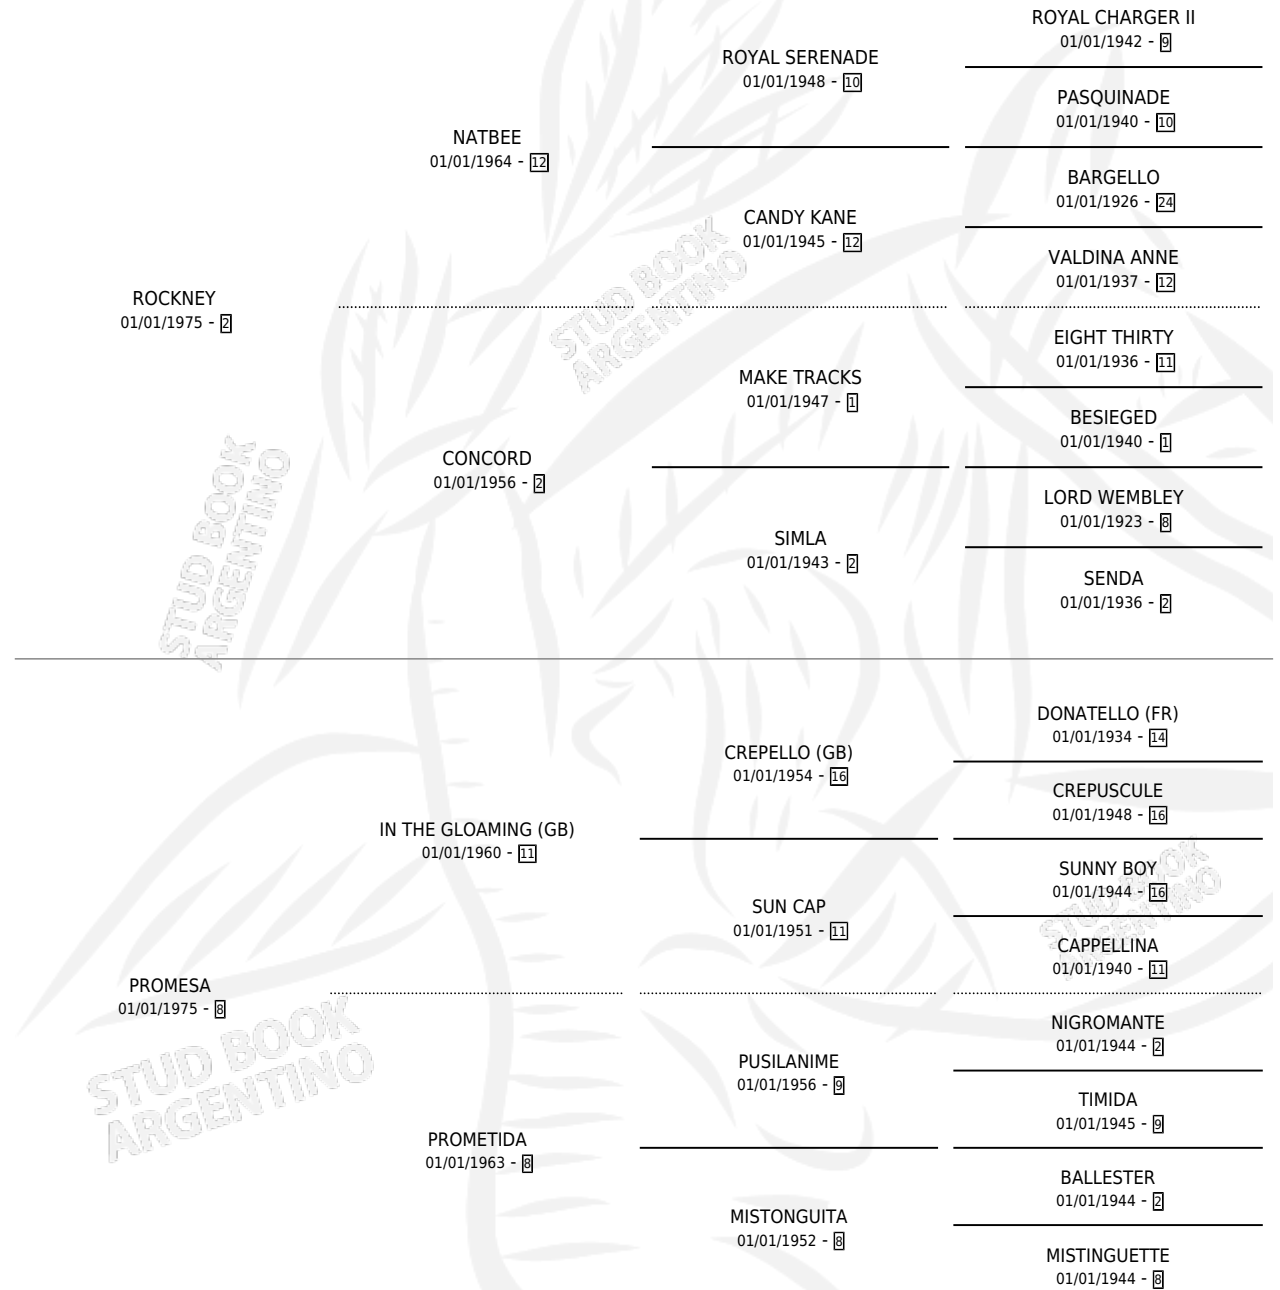 ROYAL CHARGER II
01/01/1942 - 9
ROYAL SERENADE
01/01/1948 - 10
PASQUINADE
01/01/1940 - 10
NATBEE
01/01/1964 - 12
BARGELLO
01/01/1926 - 24
CANDY KANE
01/01/1945 - 12
VALDINA ANNE
01/01/1937 - 12
ROCKNEY
01/01/1975 - 2
EIGHT THIRTY
01/01/1936 - 11
MAKE TRACKS
01/01/1947 - 1
BESIEGED
01/01/1940 - 1
CONCORD
01/01/1956 - 2
LORD WEMBLEY
01/01/1923 - 8
SIMLA
01/01/1943 - 2
SENDA
01/01/1936 - 2
DONATELLO (FR)
01/01/1934 - 14
CREPELLO (GB)
01/01/1954 - 16
CREPUSCULE
01/01/1948 - 16
IN THE GLOAMING (GB)
01/01/1960 - 11
SUNNY BOY
01/01/1944 - 16
SUN CAP
01/01/1951 - 11
CAPPELLINA
01/01/1940 - 11
PROMESA
01/01/1975 - 8
NIGROMANTE
01/01/1944 - 2
PUSILANIME
01/01/1956 - 9
TIMIDA
01/01/1945 - 9
PROMETIDA
01/01/1963 - 8
BALLESTER
01/01/1944 - 2
MISTONGUITA
01/01/1952 - 8
MISTINGUETTE
01/01/1944 - 8
STUD BOOK
ARGENTINO
STUD BOOK
ARGENTINO
STUD BOOK
ARGENTINO
STUD BOOK
ARGENTINO